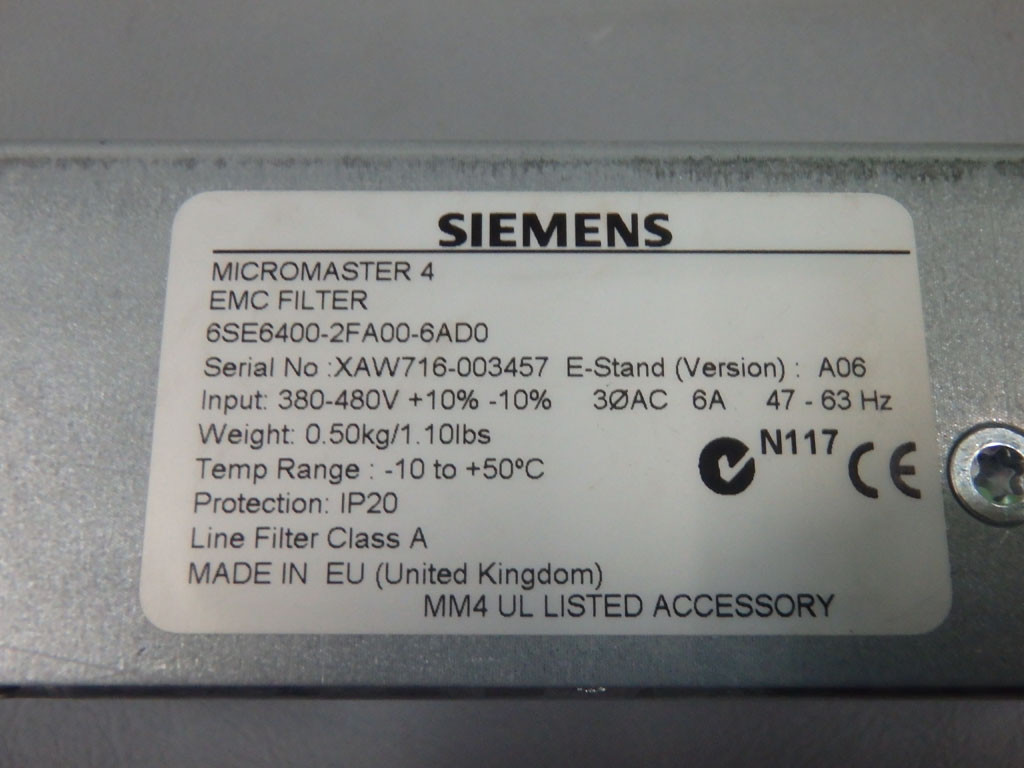 SIEMENS
MICROMASTER 4
EMC FILTER
6SE6400-2FA00-6AD0
Serial No :XAW716-003457 E-Stand (Version) : A06
Input: 380-480V +10% -10% 3ØAC 6A 47 - 63 Hz
Weight: 0.50kg/1.10lbs
N117 CE
Temp Range : -10 to +50ºC
Protection: IP20
Line Filter Class A
MADE IN EU (United Kingdom)
MM4 UL LISTED ACCESSORY